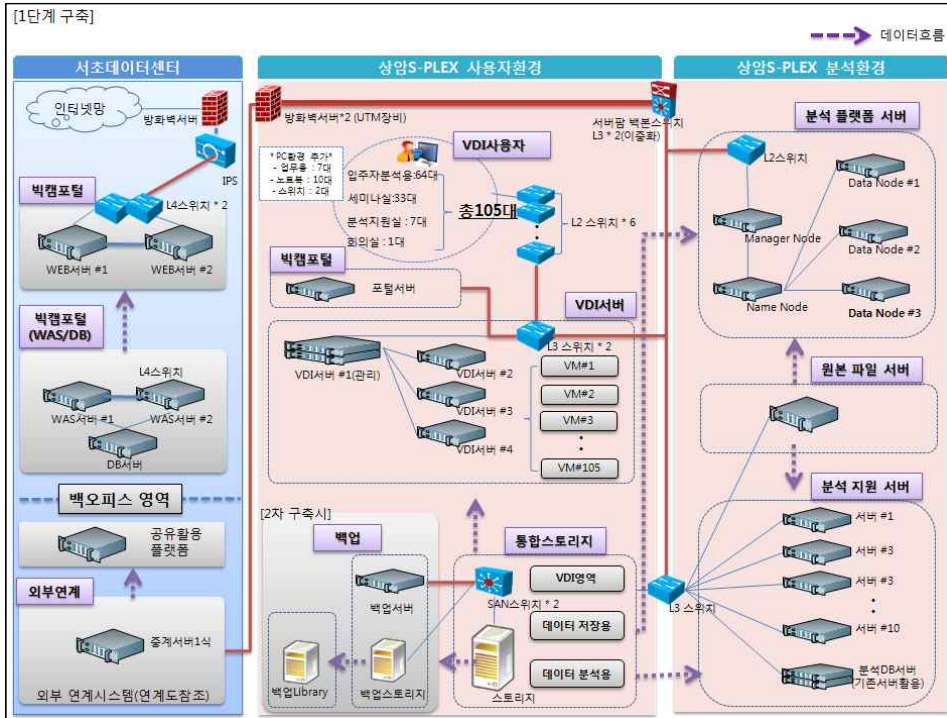 [1단계 구축]
데이터흐름
서초데이터센터
인터넷망
방화벽서버
IPS
빅캠포털
L4스위치 * 2
WEB서버 #1
WEB서버 #2
빅캠포털
(WAS/DB)
L4스위치
WAS서버 #1
WAS서버 #2
DB서버
백오피스 영역
공유활용
플랫폼
외부연계
중계서버1식
외부 연계시스템(연계도참조)
상암S-PLEX 사용자환경
방화벽서버*2 (UTM장비)
서버팜 백본스위치
L3 * 2(이중화)
* PC환경 추가*
- 업무용 : 7대
- 노트북 : 10대
- 스위치 : 2대
VDI사용자
입주자분석용:64대
세미나실:33대
분석지원실 : 7대
회의실 : 1대
총105대
L2 스위치 * 6
빅캠포털
포털서버
VDI서버
L3 스위치 * 2
VDI서버 #1(관리)
VDI서버 #2
VDI서버 #3
VDI서버 #4
VM#1
VM#2
VM#3
VM#105
[2차 구축시]
백업
백업서버
백업Library
백업스토리지
통합스토리지
SAN스위치 * 2
스토리지
VDI영역
데이터 저장용
데이터 분석용
상암S-PLEX 분석환경
분석 플랫폼 서버
L2스위치
Data Node #1
Manager Node
Data Node #2
Name Node
Data Node #3
원본 파일 서버
분석 지원 서버
L3 스위치
서버 #1
서버 #3
서버 #3
서버 #10
분석DB서버
(기존서버활용)